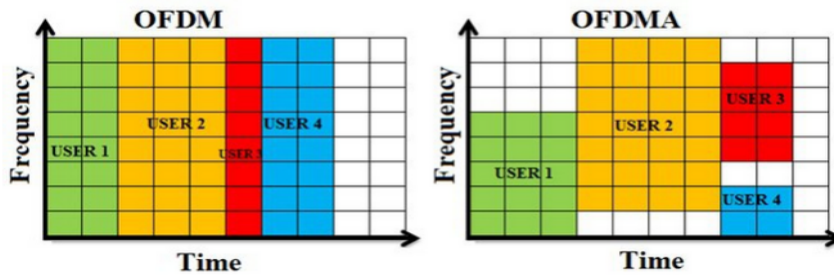 OFDM
Frequency
USER 1
USER 2
USER 3
USER 4
Time
OFDMA
Frequency
USER 1
USER 2
USER 3
USER 4
Time